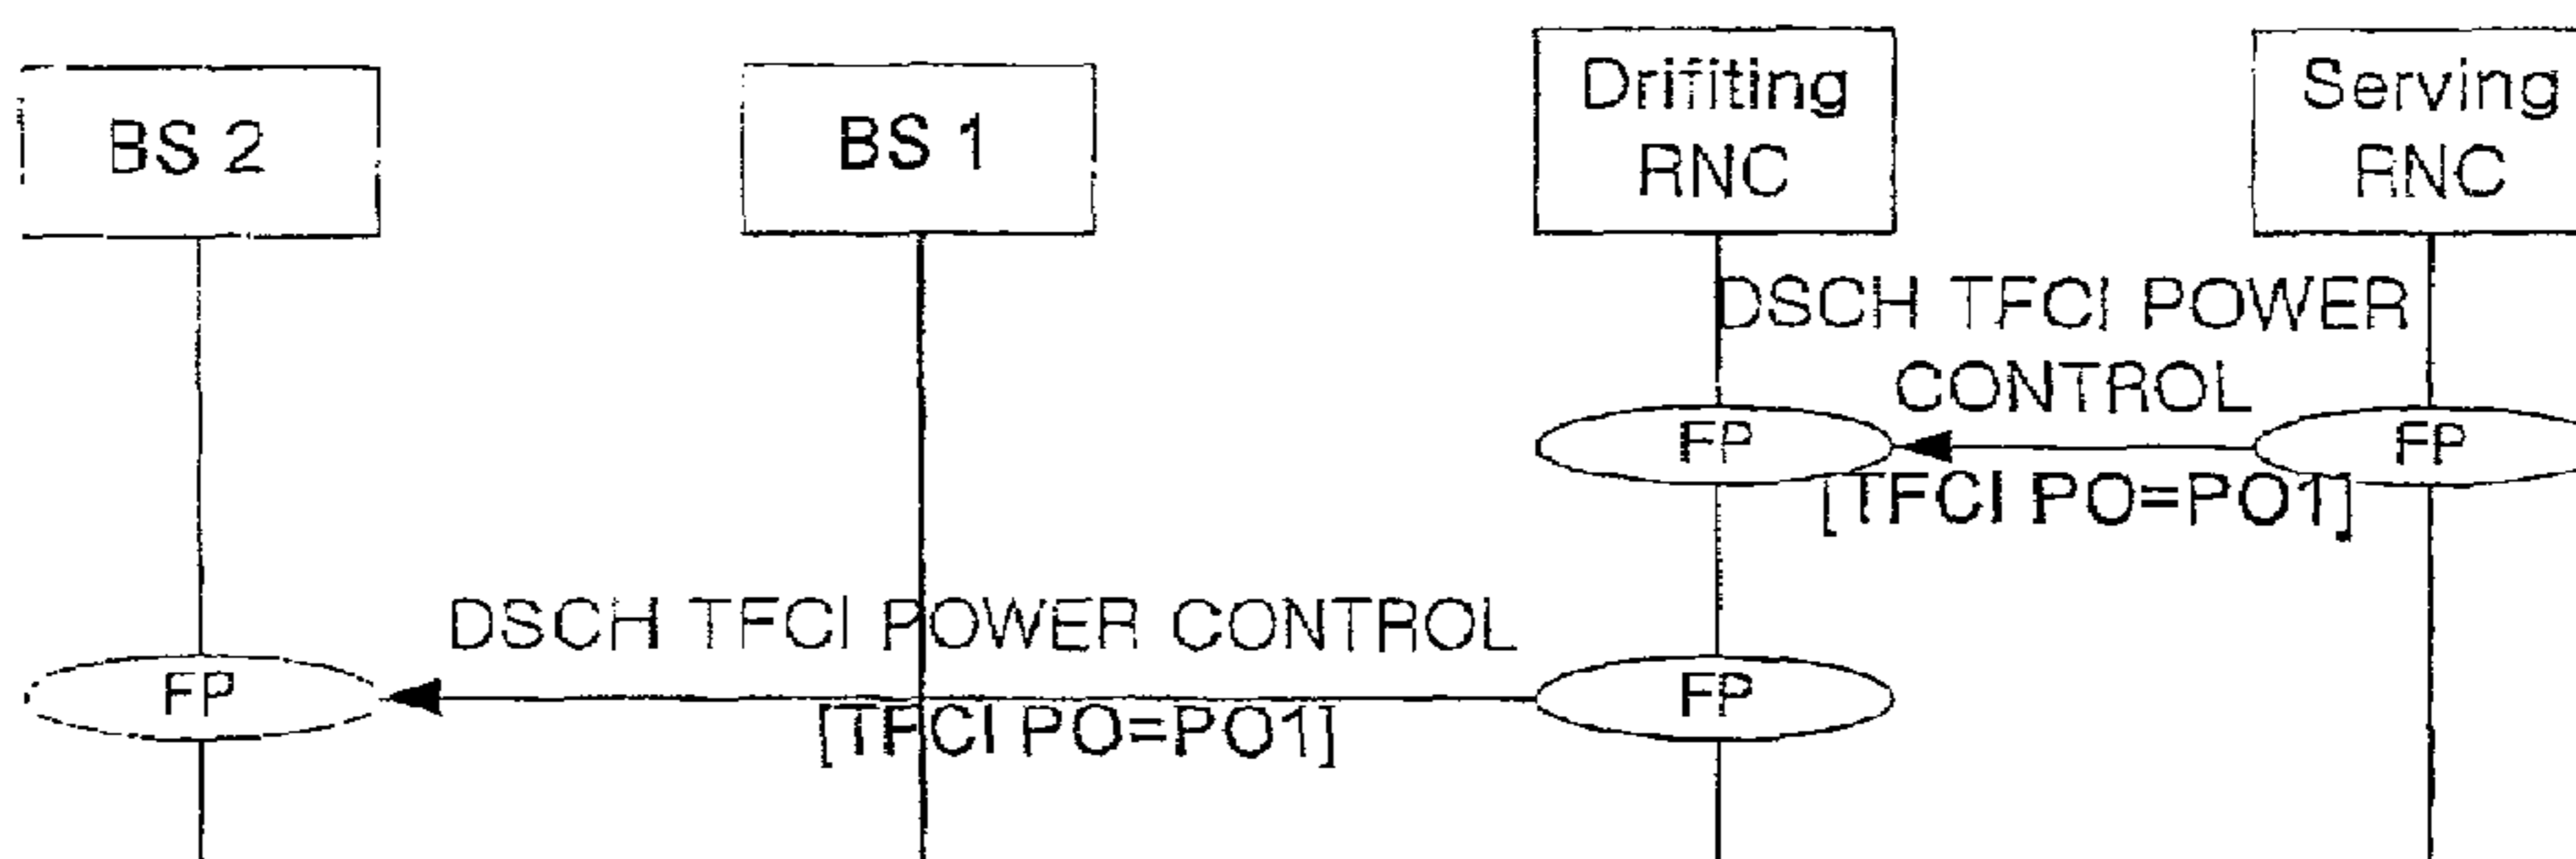 BS 2
BS 1
Drifiting
RNC
Serving
RNC
DSCH TFCI POWER
CONTROL
FP
FP
[TFCI PO=PO1]
DSCH TFCI POWER CONTROL
FP
FP
[TFCI PO=PO1]